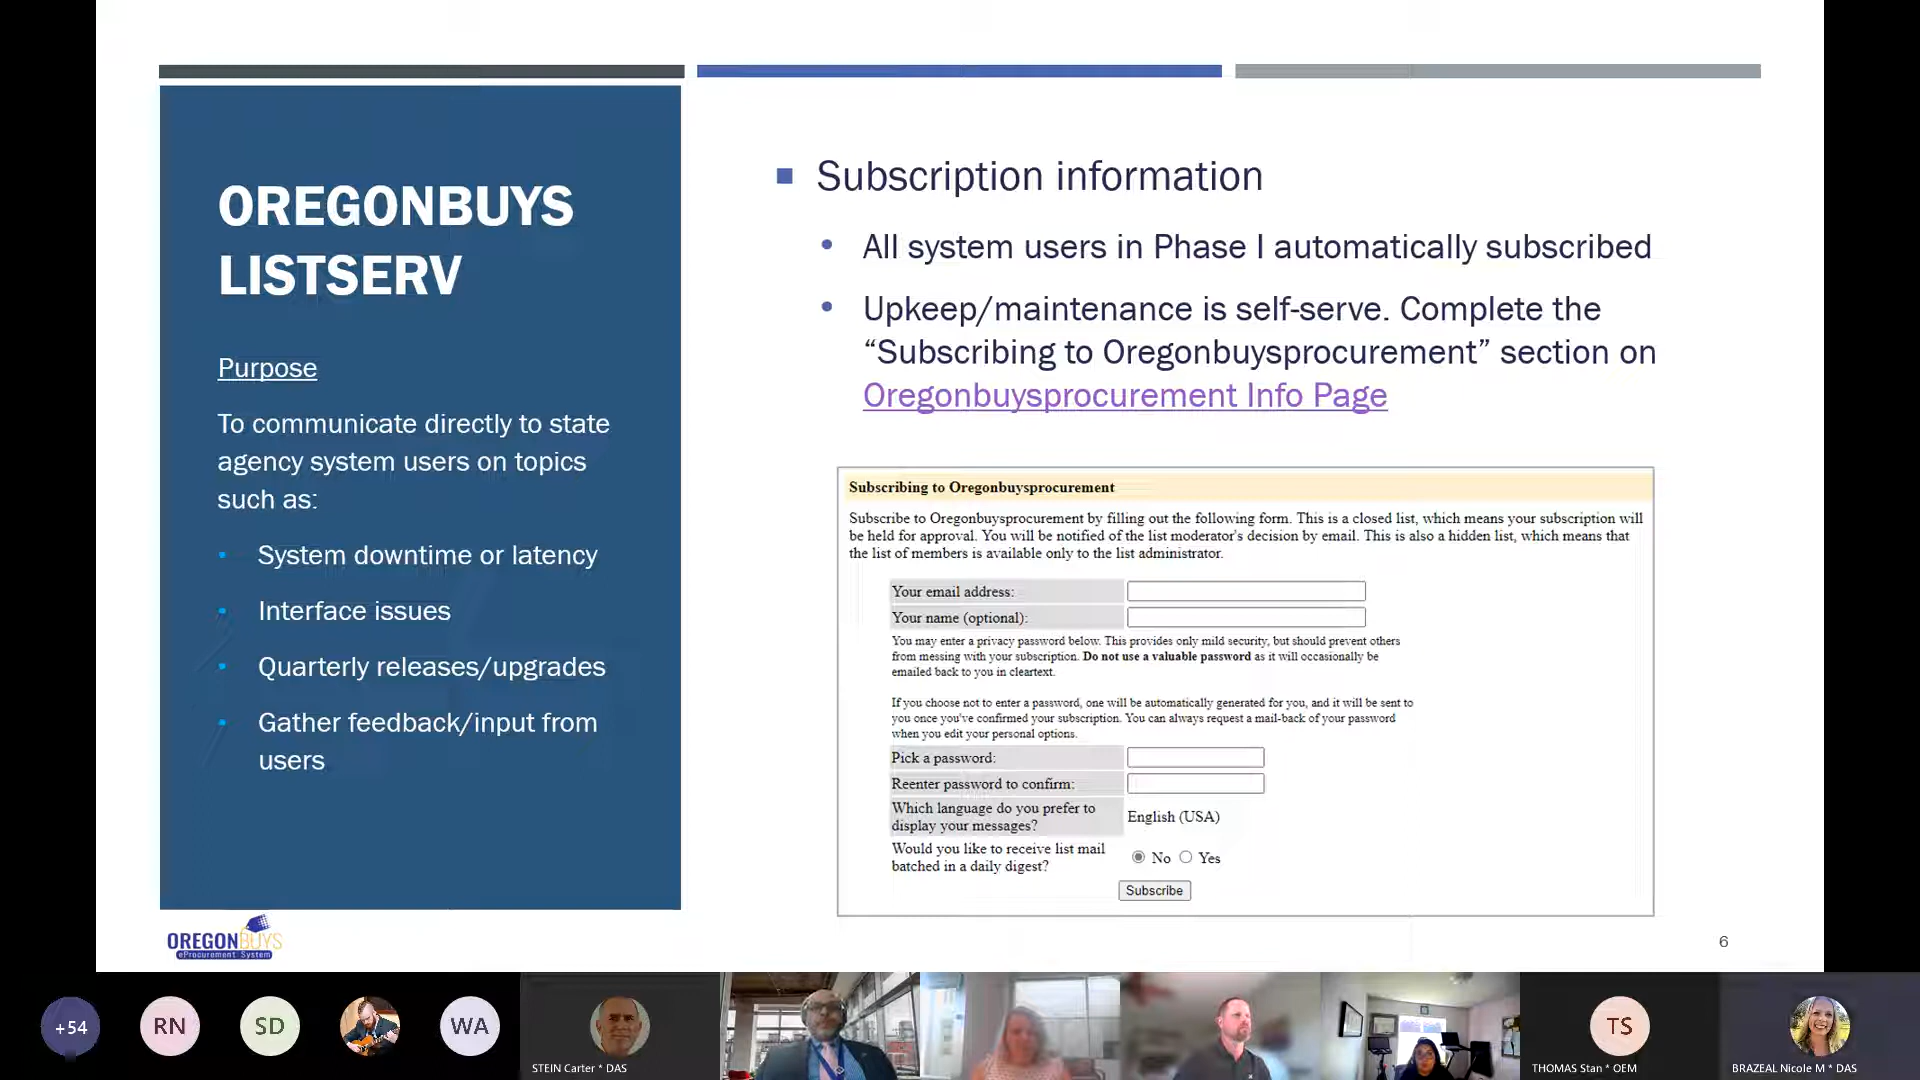 OREGONBUYS
LISTSERV
Purpose
To communicate directly to state
agency system users on topics
such as:
• System downtime or latency
• Interface issues
• Quarterly releases/upgrades
• Gather feedback/input from
users
■ Subscription information
• All system users in Phase I automatically subscribed
• Upkeep/maintenance is self-serve. Complete the
“Subscribing to Oregonbuysprocurement” section on
Oregonbuysprocurement Info Page
Subscribing to Oregonbuysprocurement
Subscribe to Oregonbuysprocurement by filling out the following form. This is a closed list, which means your subscription will
be held for approval. You will be notified of the list moderator's decision by email. This is also a hidden list, which means that
the list of members is available only to the list administrator.
Your email address:
Your name (optional):
You may enter a privacy password below. This provides only mild security, but should prevent others
from messing with your subscription. Do not use a valuable password as it will occasionally be
emailed back to you in cleartext.
If you choose not to enter a password, one will be automatically generated for you, and it will be sent to
you once you've confirmed your subscription. You can always request a mail-back of your password
when you edit your personal options.
Pick a password:
Reenter password to confirm:
Which language do you prefer to
display your messages?
English (USA)
Would you like to receive list mail
batched in a daily digest?
No Yes
Subscribe
OREGONBUYS
eProcurement System
6
+54
RN
SD
WA
STEIN Carter * DAS
TS
THOMAS Stan * OEM
BRAZEAL Nicole M * DAS